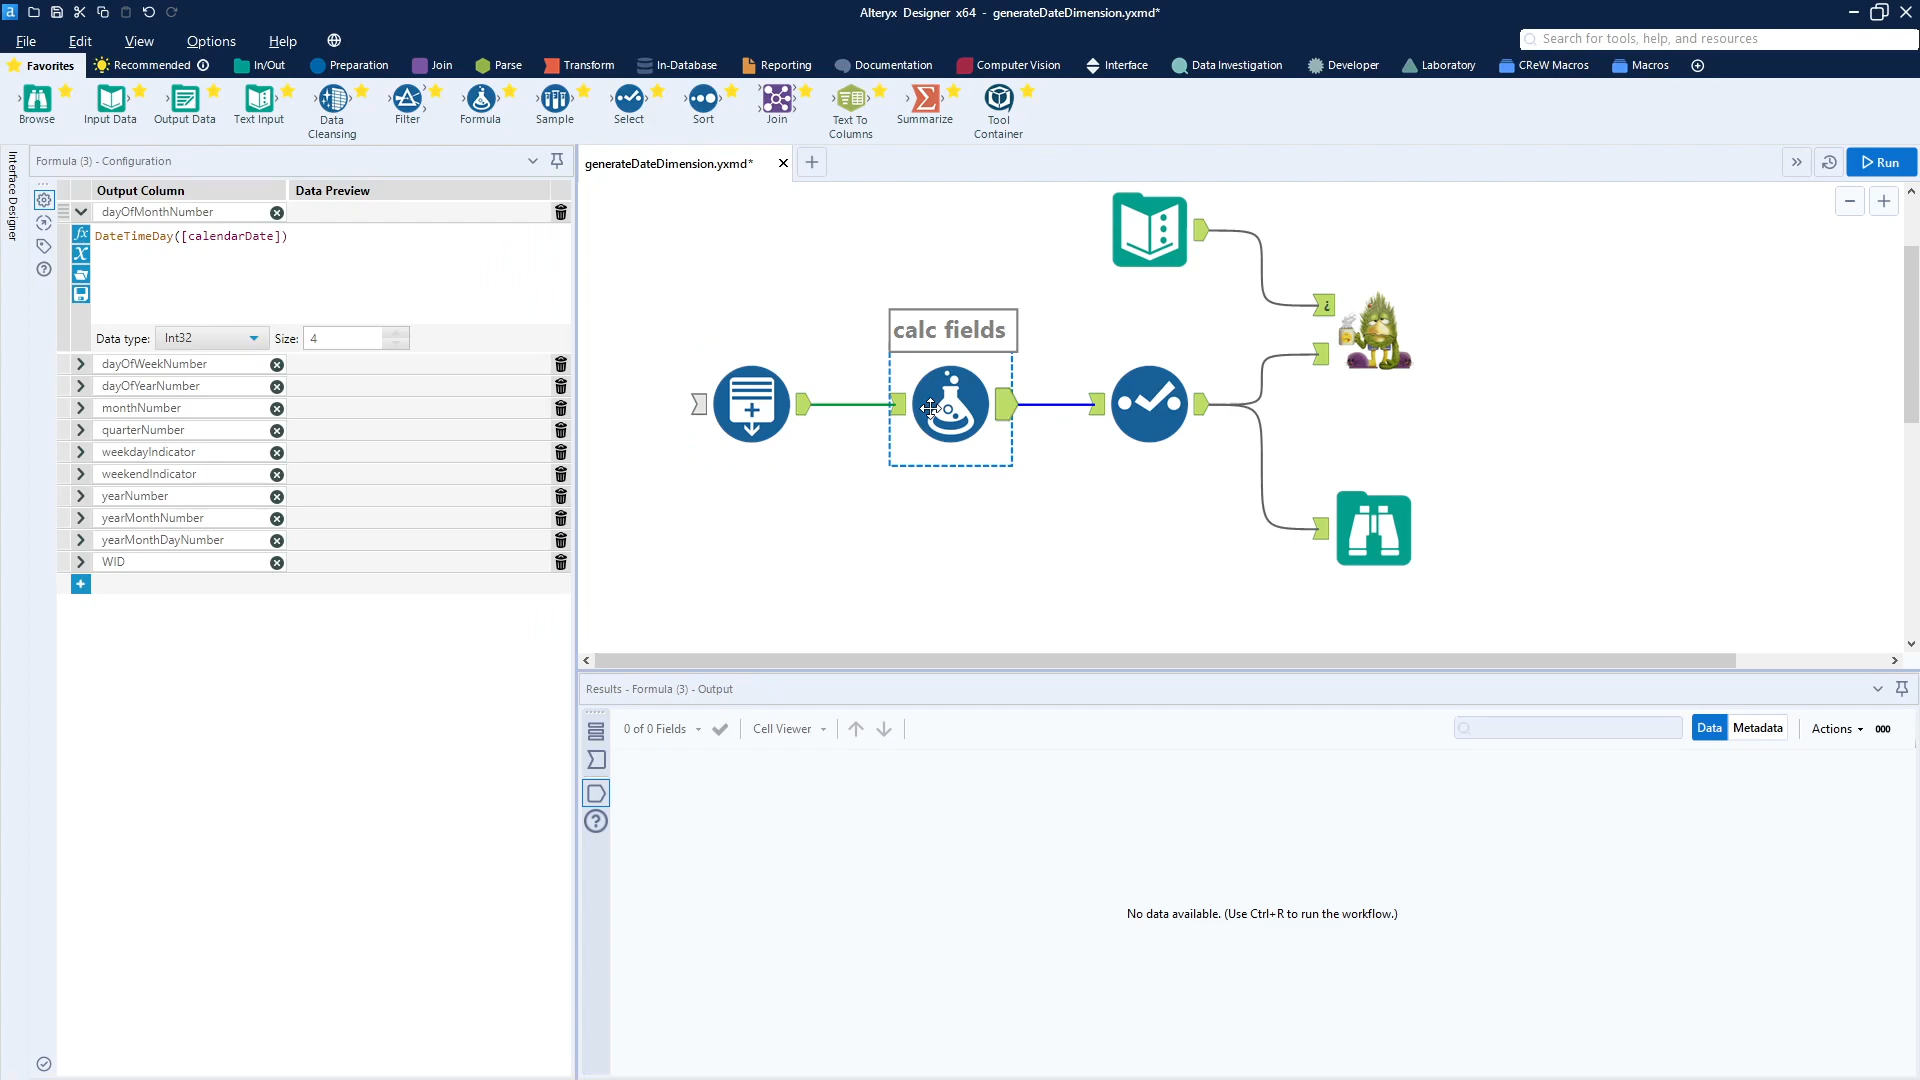 Alteryx Designer x64 - generateDateDimension.yxmd*
File Edit View Options Help
Search for tools, help, and resources
Favorites Recommended In/Out Preparation Join Parse Transform In-Database Reporting Documentation Computer Vision Interface Data Investigation Developer Laboratory CReW Macros Macros
Browse Input Data Output Data Text Input Data Cleansing Filter Formula Sample Select Sort Join Text To Columns Summarize Tool Container
Interface Designer
Formula (3) - Configuration
Output Column Data Preview
dayOfMonthNumber
DateTimeDay([calendarDate])
Data type: Int32 Size: 4
dayOfWeekNumber
dayOfYearNumber
monthNumber
quarterNumber
weekdayIndicator
weekendIndicator
yearNumber
yearMonthNumber
yearMonthDayNumber
WID
generateDateDimension.yxmd*
Run
calc fields
Results - Formula (3) - Output
0 of 0 Fields Cell Viewer Data Metadata Actions 000
No data available. (Use Ctrl+R to run the workflow.)